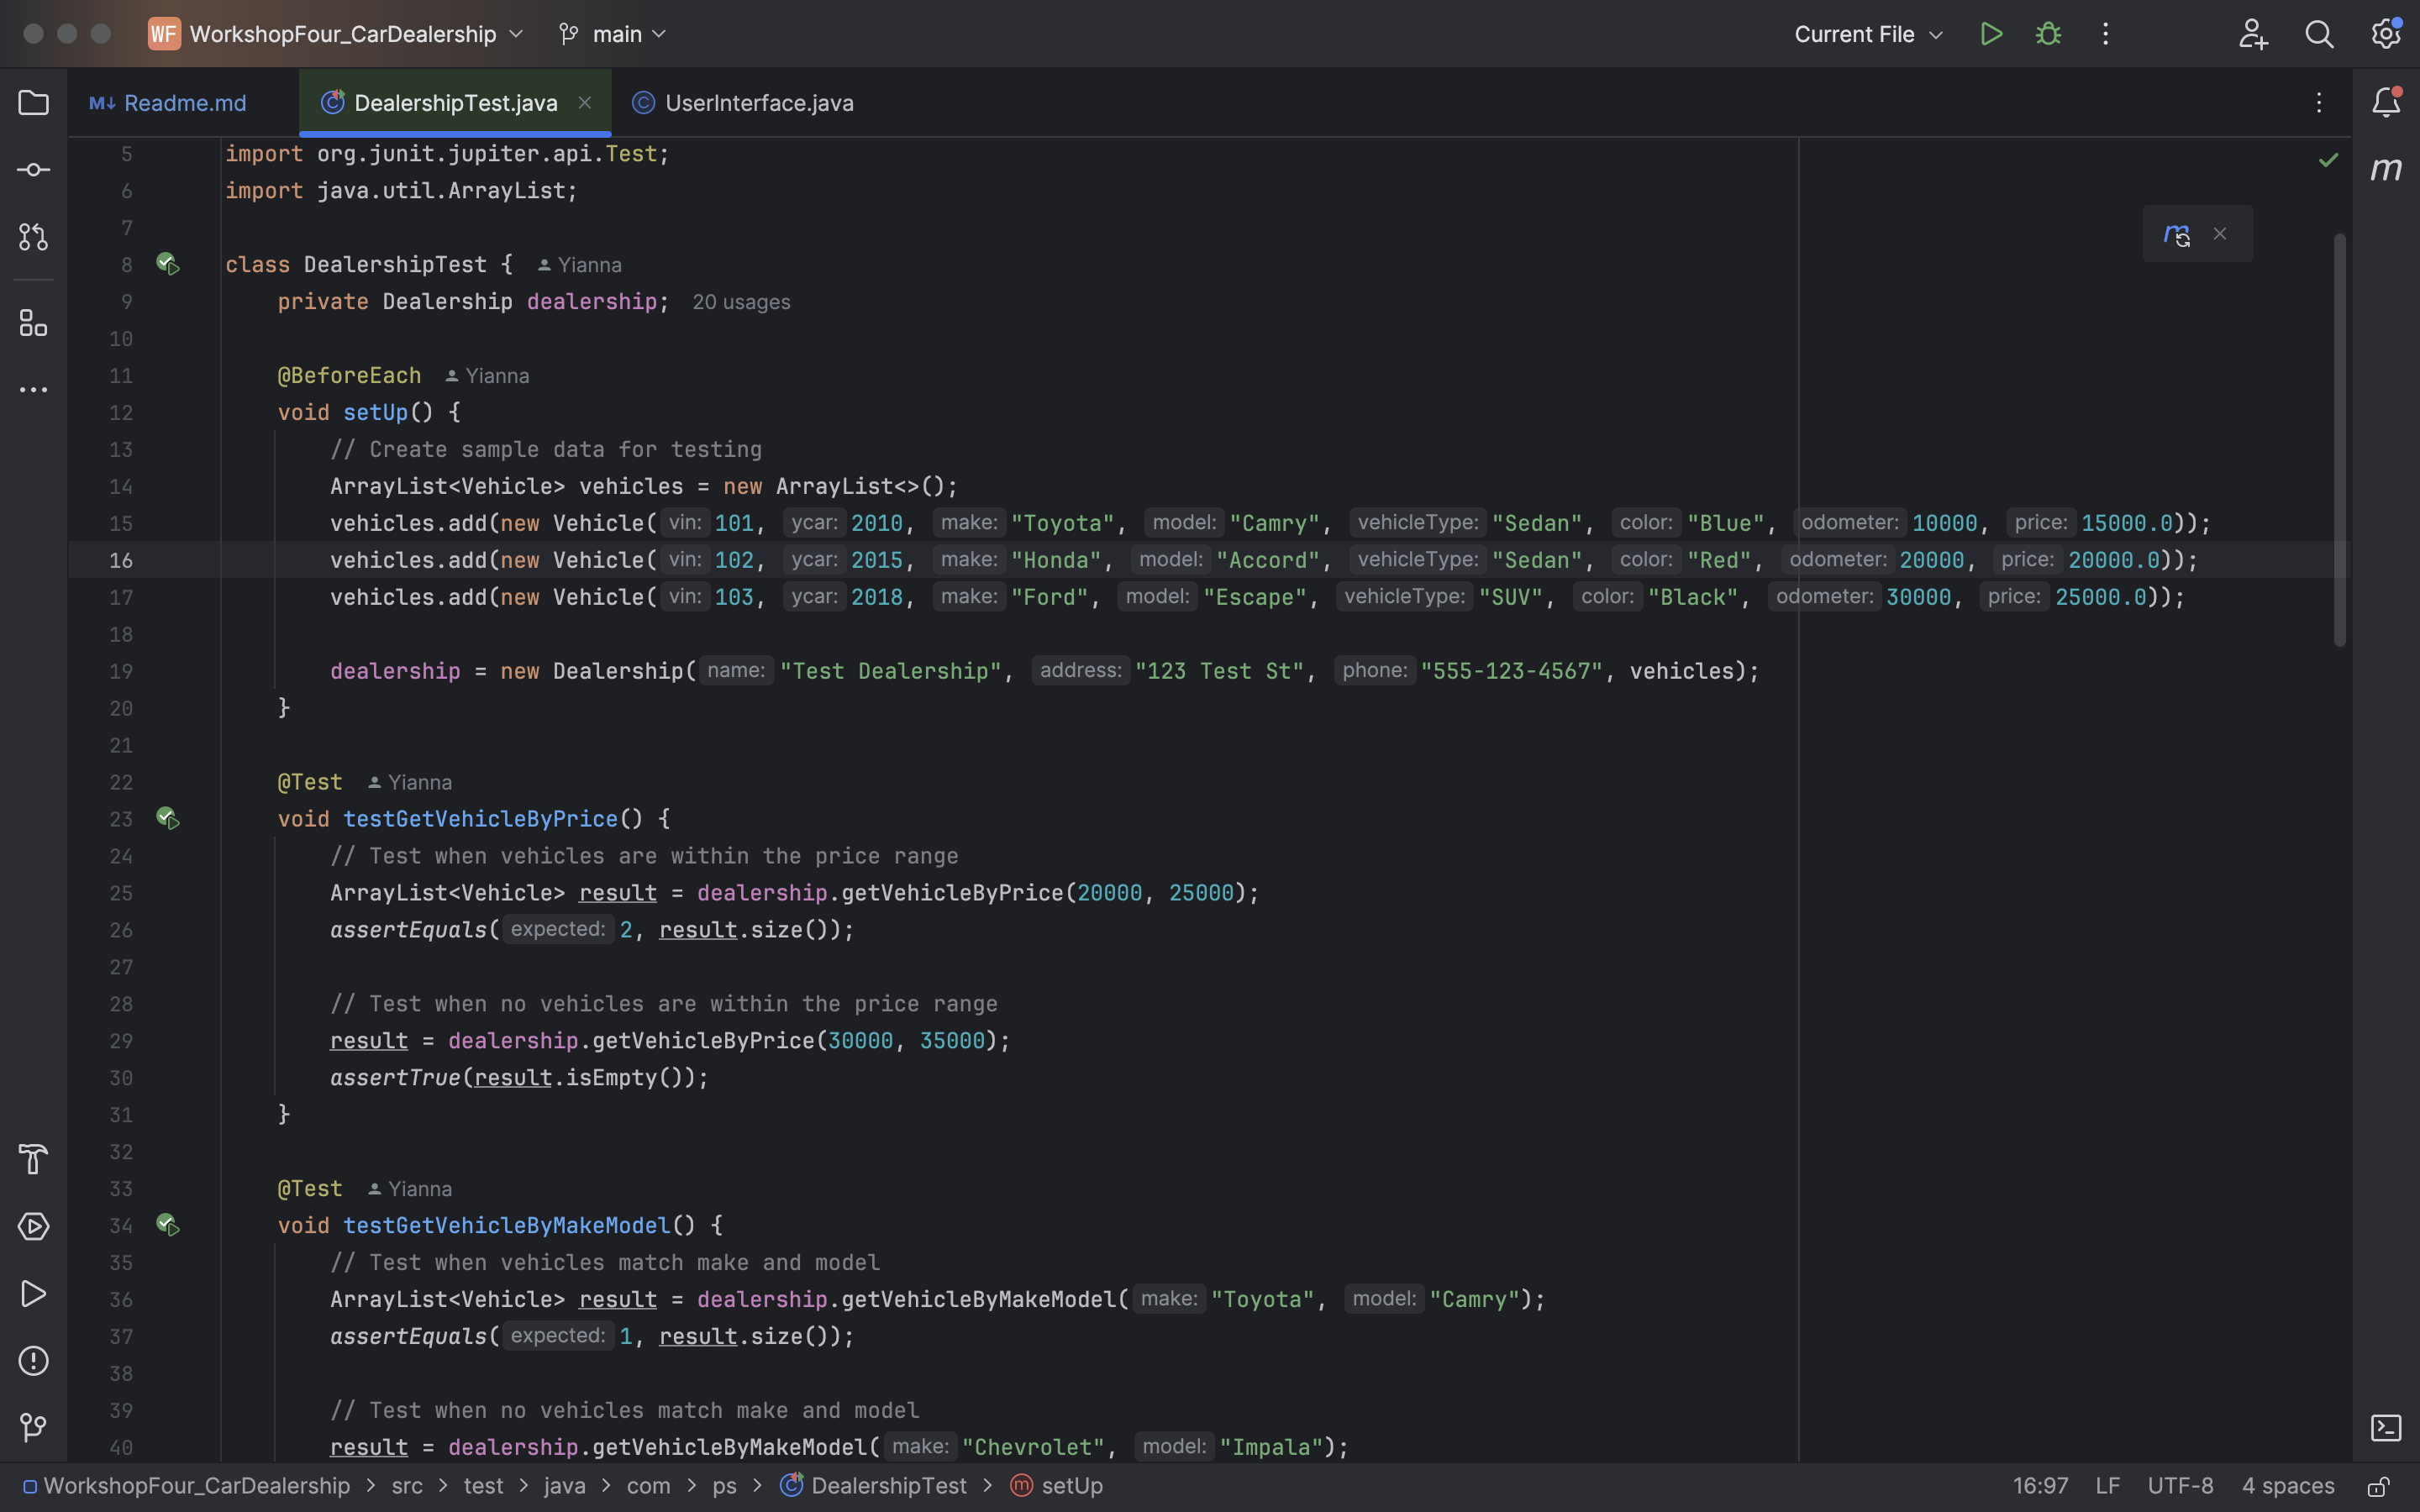 WF WorkshopFour_CarDealership main Current File
Readme.md DealershipTest.java UserInterface.java
5 import org.junit.jupiter.api.Test;
6 import java.util.ArrayList;
7
8 class DealershipTest { Yianna
9 private Dealership dealership; 20 usages
10
11 @BeforeEach Yianna
12 void setUp() {
13 // Create sample data for testing
14 ArrayList<Vehicle> vehicles = new ArrayList<>();
15 vehicles.add(new Vehicle( vin: 101, ycar: 2010, make: "Toyota", model: "Camry", vehicleType: "Sedan", color: "Blue", odometer: 10000, price: 15000.0));
16 vehicles.add(new Vehicle( vin: 102, ycar: 2015, make: "Honda", model: "Accord", vehicleType: "Sedan", color: "Red", odometer: 20000, price: 20000.0));
17 vehicles.add(new Vehicle( vin: 103, ycar: 2018, make: "Ford", model: "Escape", vehicleType: "SUV", color: "Black", odometer: 30000, price: 25000.0));
18
19 dealership = new Dealership( name: "Test Dealership", address: "123 Test St", phone: "555-123-4567", vehicles);
20 }
21
22 @Test Yianna
23 void testGetVehicleByPrice() {
24 // Test when vehicles are within the price range
25 ArrayList<Vehicle> result = dealership.getVehicleByPrice(20000, 25000);
26 assertEquals( expected: 2, result.size());
27
28 // Test when no vehicles are within the price range
29 result = dealership.getVehicleByPrice(30000, 35000);
30 assertTrue(result.isEmpty());
31 }
32
33 @Test Yianna
34 void testGetVehicleByMakeModel() {
35 // Test when vehicles match make and model
36 ArrayList<Vehicle> result = dealership.getVehicleByMakeModel( make: "Toyota", model: "Camry");
37 assertEquals( expected: 1, result.size());
38
39 // Test when no vehicles match make and model
40 result = dealership.getVehicleByMakeModel( make: "Chevrolet", model: "Impala");
WorkshopFour_CarDealership > src > test > java > com > ps > DealershipTest > setUp 16:97 LF UTF-8 4 spaces